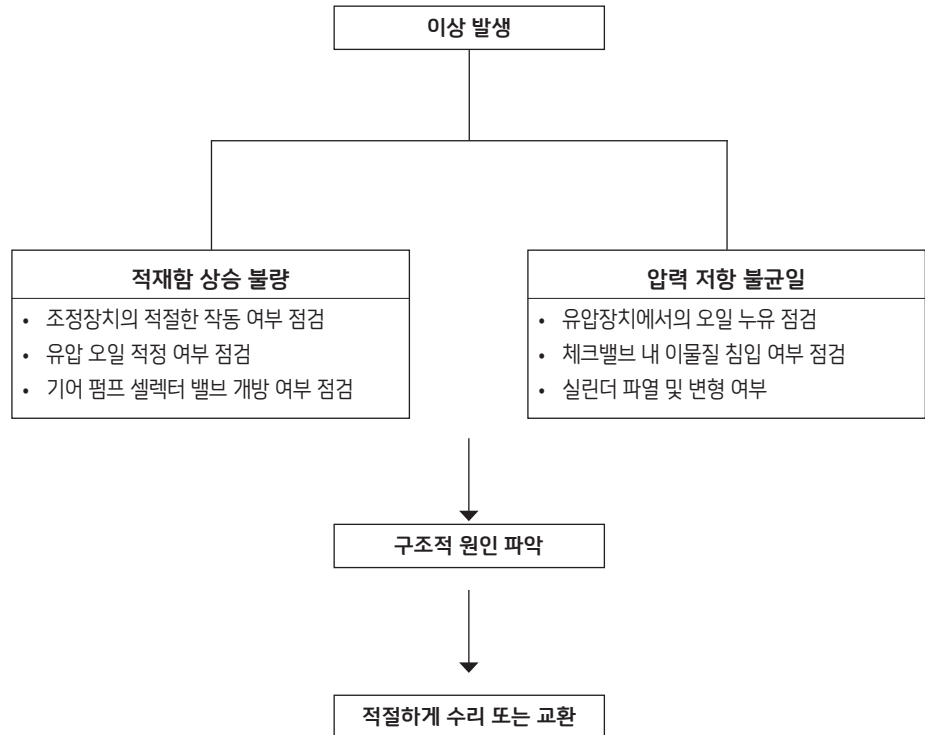 이상 발생
적재함 상승 불량
• 조정장치의 적절한 작동 여부 점검
• 유압 오일 적정 여부 점검
• 기어 펌프 셀렉터 밸브 개방 여부 점검
압력 저항 불균일
• 유압장치에서의 오일 누유 점검
• 체크밸브 내 이물질 침입 여부 점검
• 실린더 파열 및 변형 여부
구조적 원인 파악
적절하게 수리 또는 교환